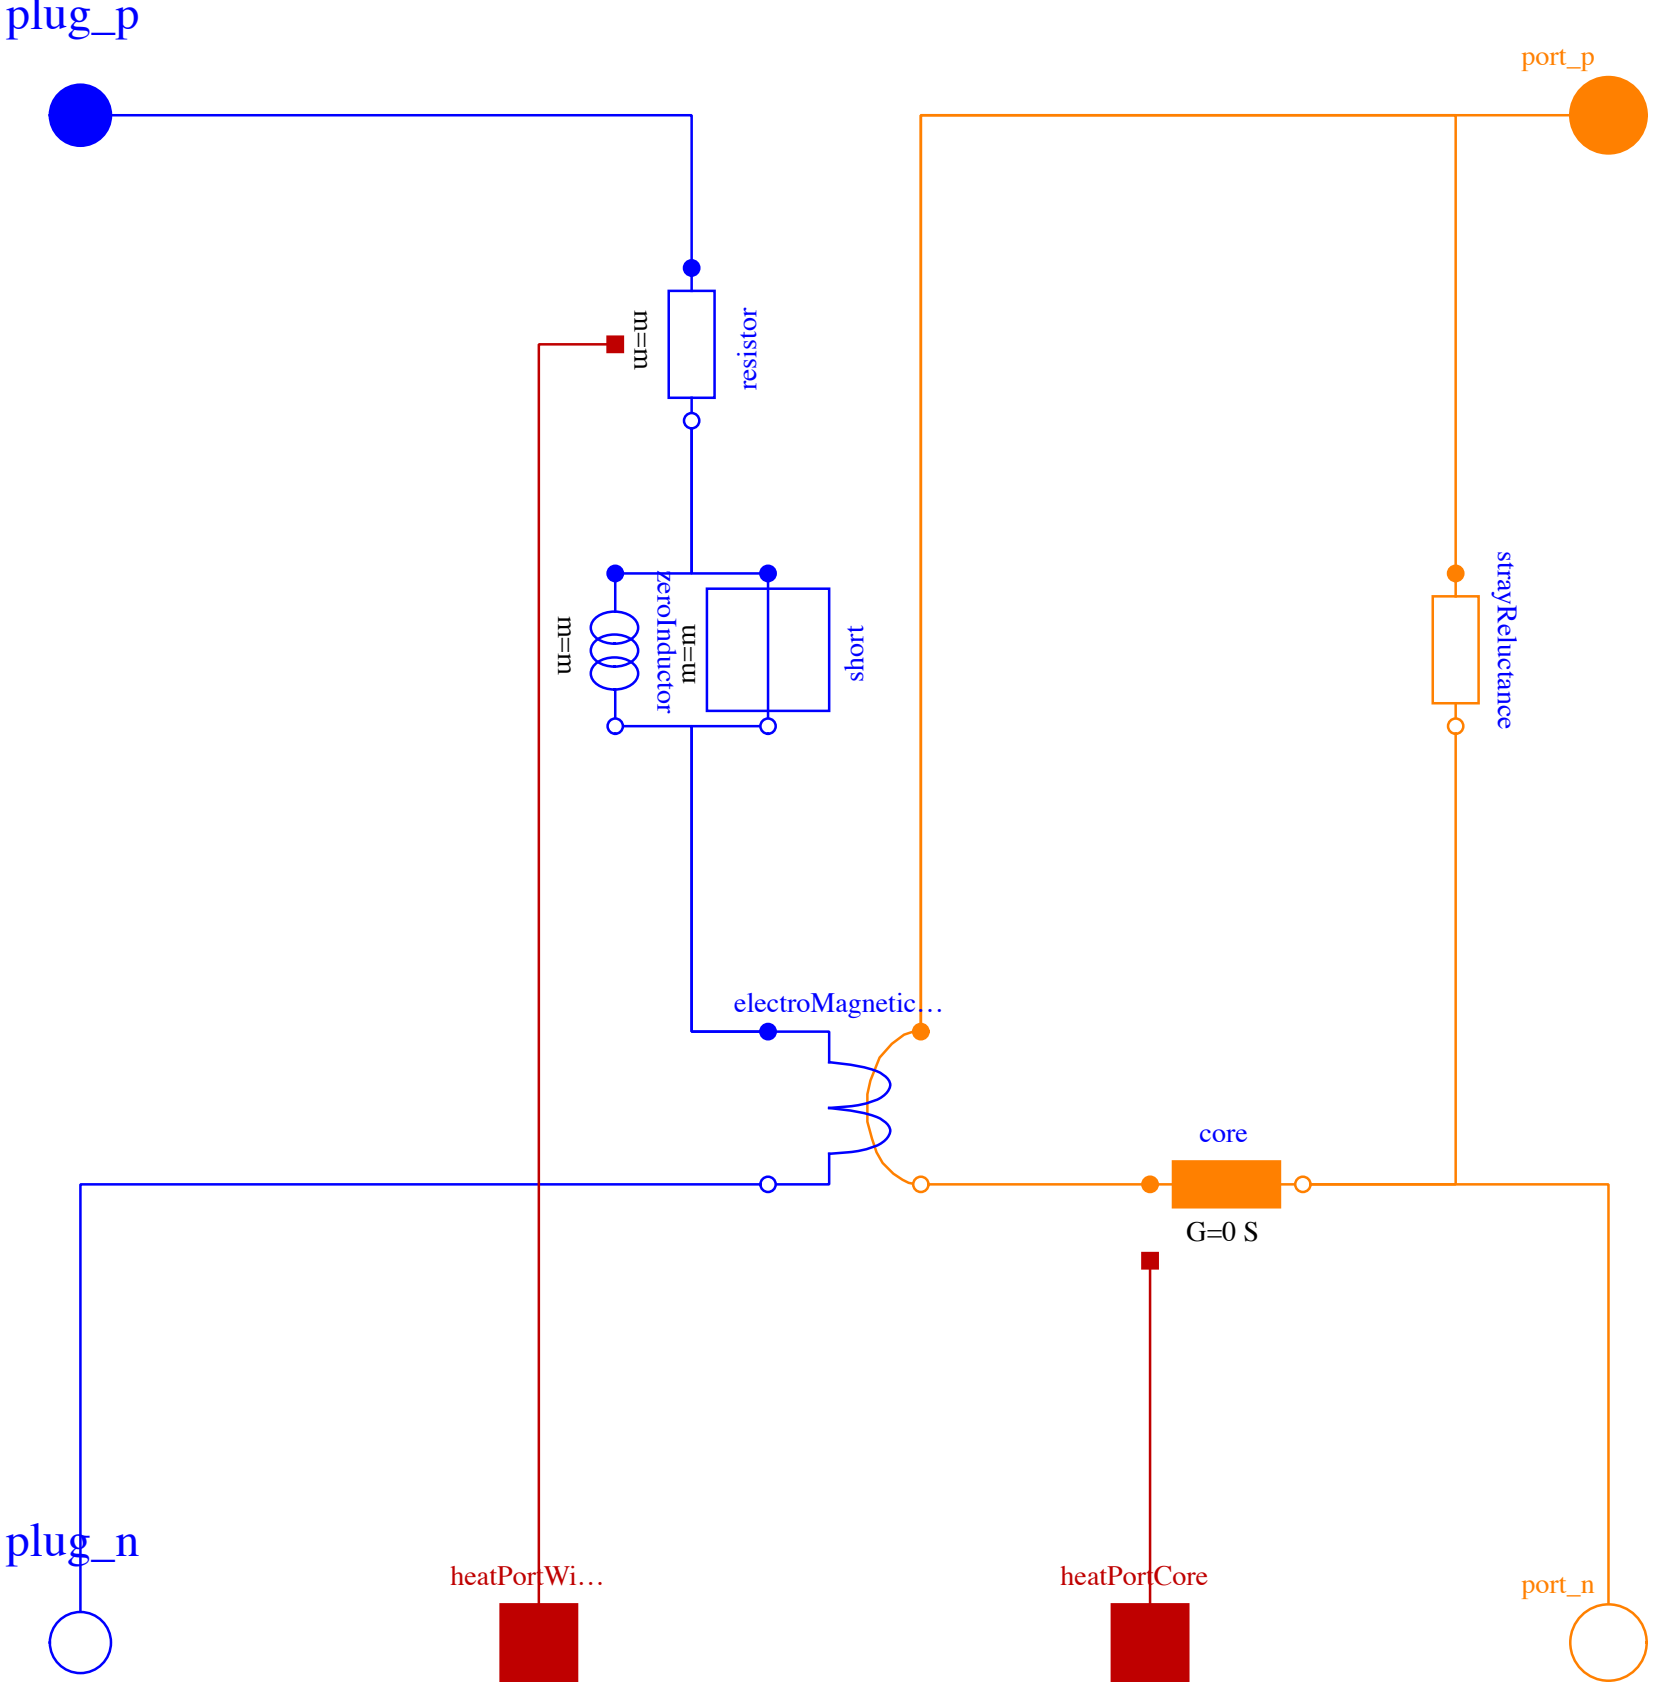 plug_p
port_p
m=m
resistor
m=m
zeroInductor
m=m
short
strayReluctance
electroMagnetic…
core
G=0 S
plug_n
heatPortWi…
heatPortCore
port_n